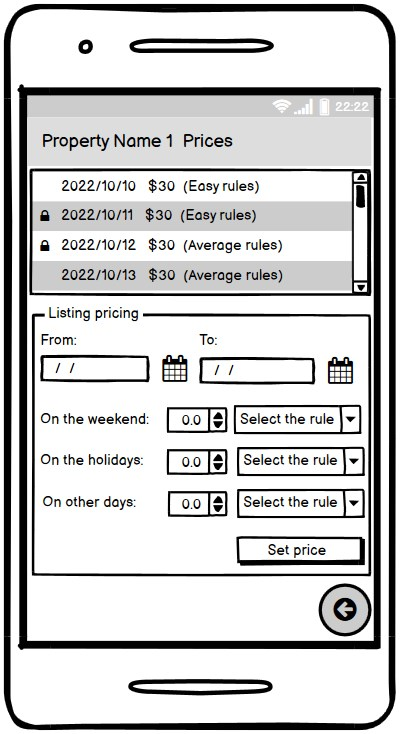 22:22
Property Name 1 Prices
2022/10/10 $30 (Easy rules)
2022/10/11 $30 (Easy rules)
2022/10/12 $30 (Average rules)
2022/10/13 $30 (Average rules)
Listing pricing
From: To:
/ / / /
On the weekend: 0.0 Select the rule
On the holidays: 0.0 Select the rule
On other days: 0.0 Select the rule
Set price